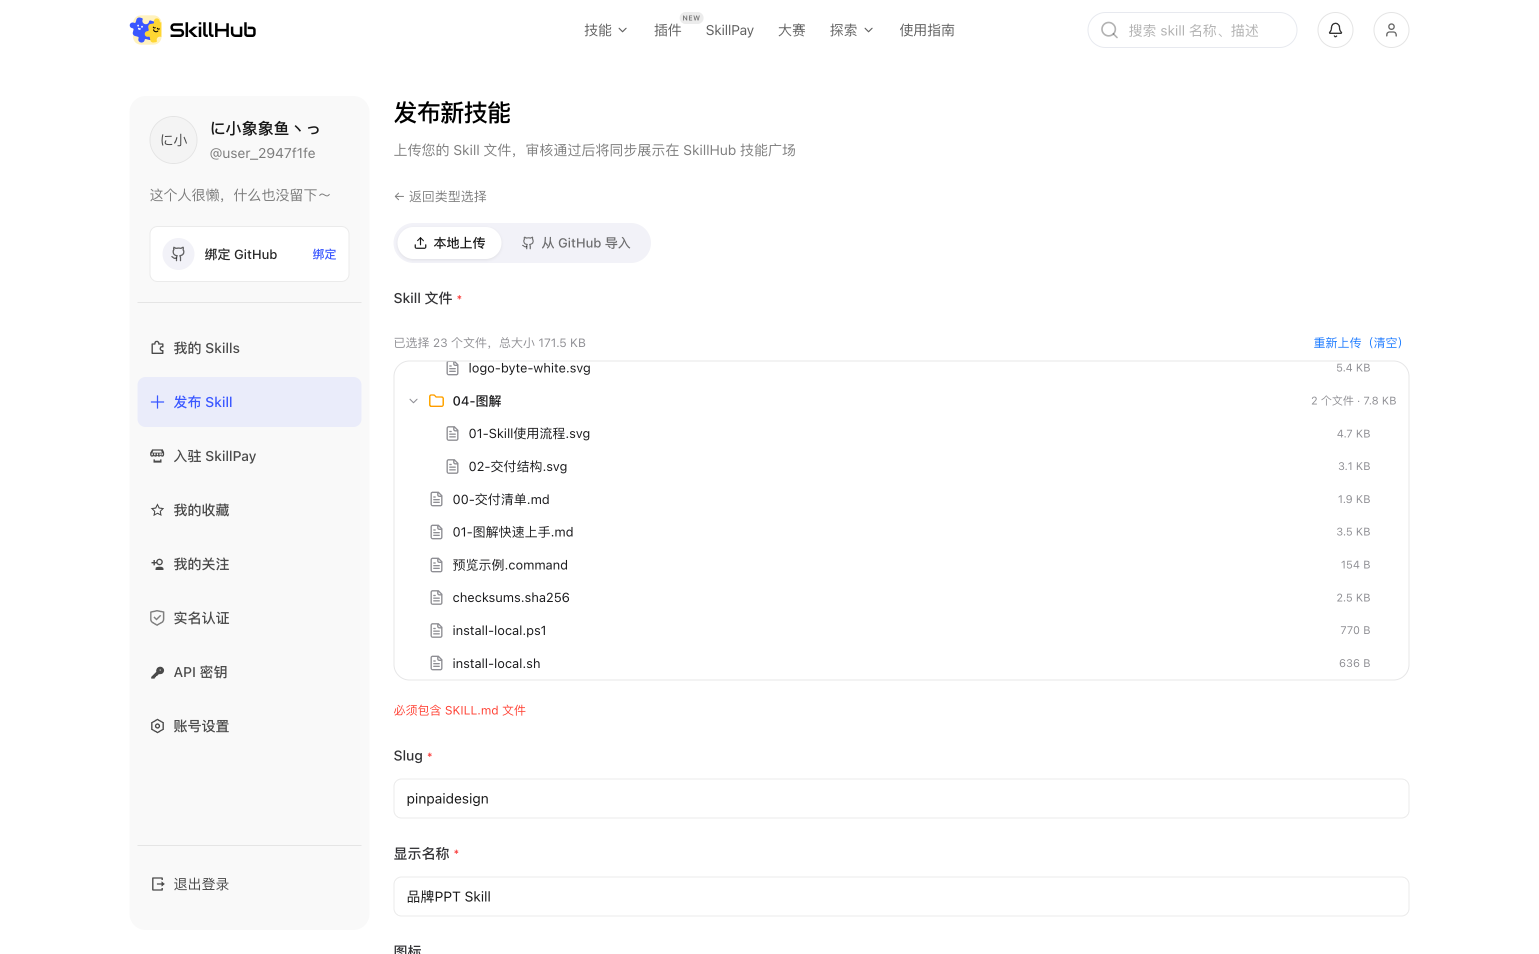 SkillHub
技能
插件
NEW
SkillPay
大赛
探索
使用指南
搜索 skill 名称、描述
に小
に小象象鱼丶っ
@user_2947f1fe
这个人很懒，什么也没留下～
绑定 GitHub
绑定
我的 Skills
发布 Skill
入驻 SkillPay
我的收藏
我的关注
实名认证
API 密钥
账号设置
退出登录
发布新技能
上传您的 Skill 文件，审核通过后将同步展示在 SkillHub 技能广场
← 返回类型选择
本地上传
从 GitHub 导入
Skill 文件 *
已选择 23 个文件，总大小 171.5 KB
重新上传（清空）
logo-byte-white.svg 5.4 KB
04-图解 2 个文件 · 7.8 KB
01-Skill使用流程.svg 4.7 KB
02-交付结构.svg 3.1 KB
00-交付清单.md 1.9 KB
01-图解快速上手.md 3.5 KB
预览示例.command 154 B
checksums.sha256 2.5 KB
install-local.ps1 770 B
install-local.sh 636 B
必须包含 SKILL.md 文件
Slug *
pinpaidesign
显示名称 *
品牌PPT Skill
图标